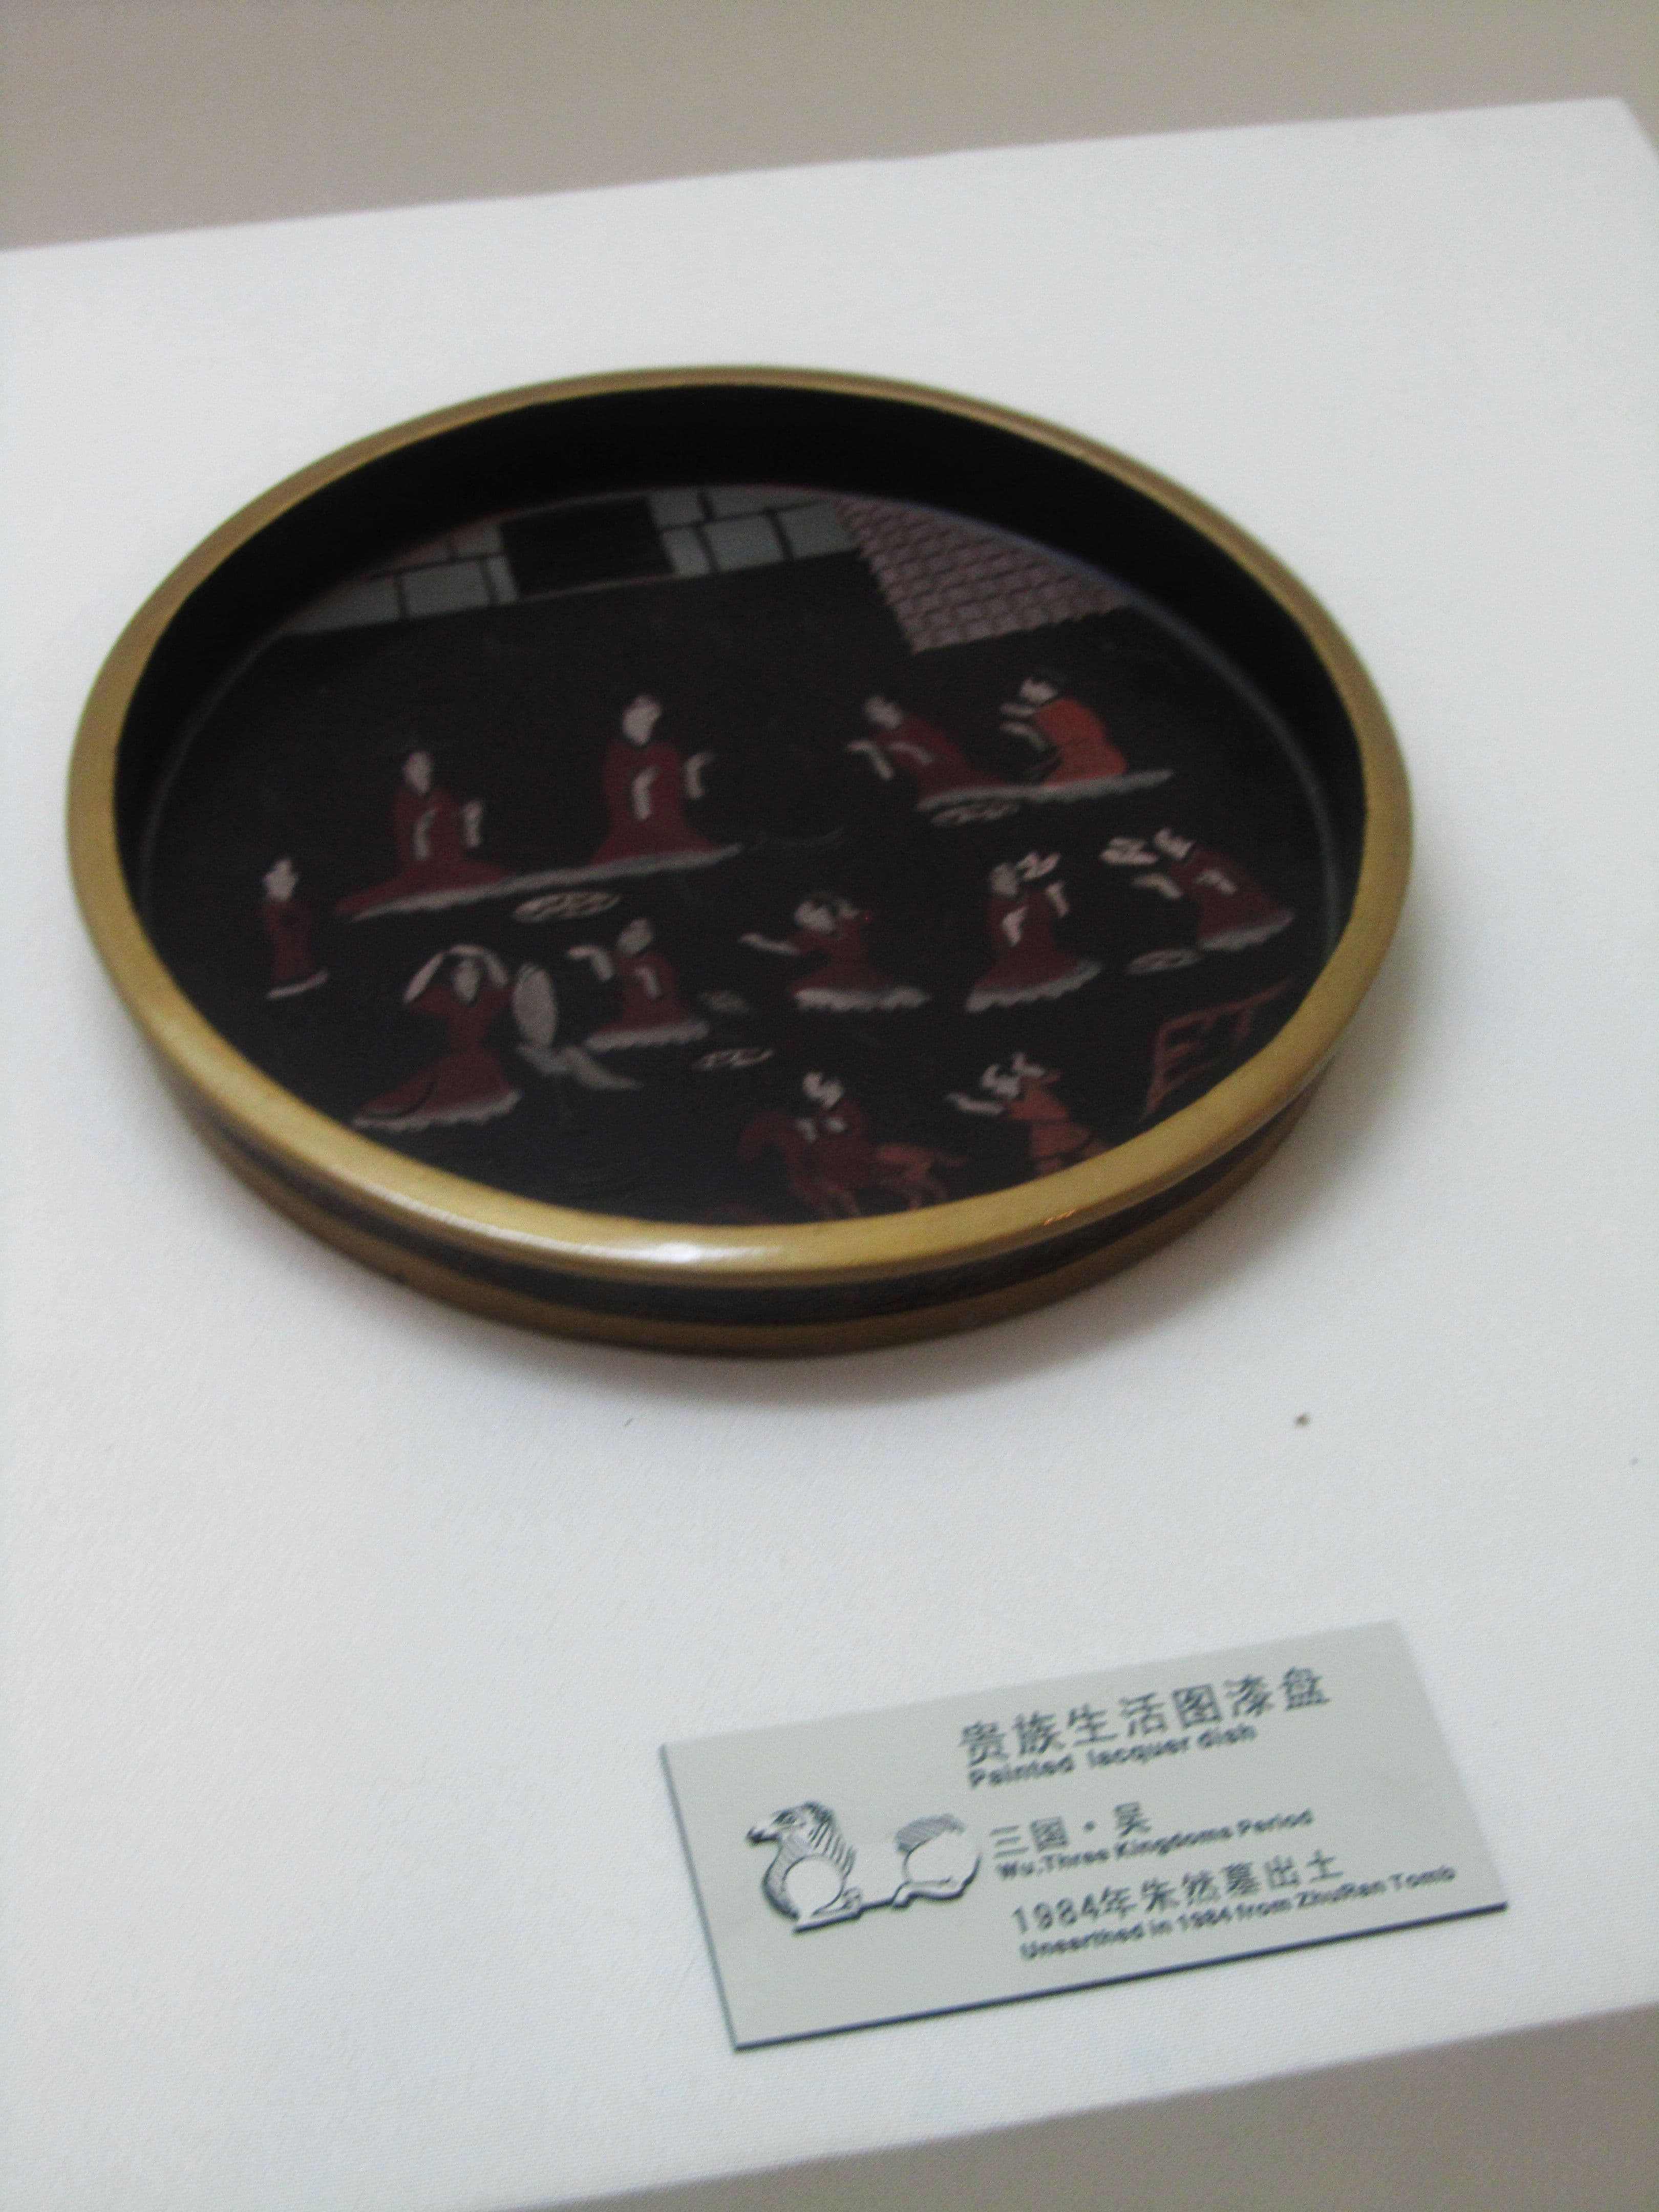 贵族生活图漆盘
Painted lacquer dish
三国·吴
Wu,Three Kingdoms Period
1984年朱然墓出土
Unearthed in 1984 from ZhuRan Tomb